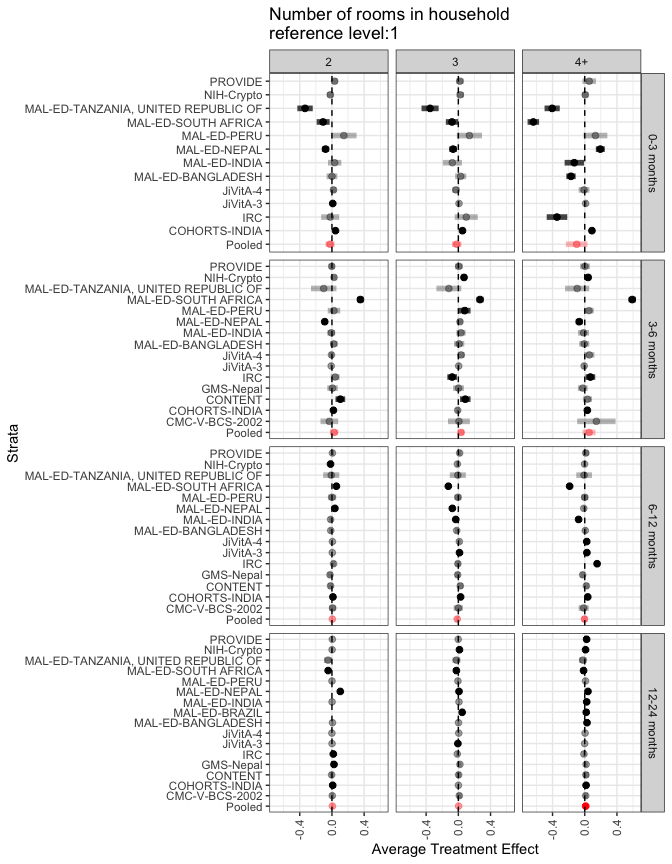 Number of rooms in household
reference level:1
2
3
4+
PROVIDE
NIH-Crypto
MAL-ED-TANZANIA, UNITED REPUBLIC OF
MAL-ED-SOUTH AFRICA
MAL-ED-PERU
MAL-ED-NEPAL
MAL-ED-INDIA
MAL-ED-BANGLADESH
JiVitA-4
JiVitA-3
IRC
COHORTS-INDIA
Pooled
0-3 months
PROVIDE
NIH-Crypto
MAL-ED-TANZANIA, UNITED REPUBLIC OF
MAL-ED-SOUTH AFRICA
MAL-ED-PERU
MAL-ED-NEPAL
MAL-ED-INDIA
MAL-ED-BANGLADESH
JiVitA-4
JiVitA-3
IRC
GMS-Nepal
CONTENT
COHORTS-INDIA
CMC-V-BCS-2002
Pooled
3-6 months
PROVIDE
NIH-Crypto
MAL-ED-TANZANIA, UNITED REPUBLIC OF
MAL-ED-SOUTH AFRICA
MAL-ED-PERU
MAL-ED-NEPAL
MAL-ED-INDIA
MAL-ED-BANGLADESH
JiVitA-4
JiVitA-3
IRC
GMS-Nepal
CONTENT
COHORTS-INDIA
CMC-V-BCS-2002
Pooled
6-12 months
PROVIDE
NIH-Crypto
MAL-ED-TANZANIA, UNITED REPUBLIC OF
MAL-ED-SOUTH AFRICA
MAL-ED-PERU
MAL-ED-NEPAL
MAL-ED-INDIA
MAL-ED-BRAZIL
MAL-ED-BANGLADESH
JiVitA-4
JiVitA-3
IRC
GMS-Nepal
CONTENT
COHORTS-INDIA
CMC-V-BCS-2002
Pooled
12-24 months
Strata
-0.4
0.0
0.4
-0.4
0.0
0.4
-0.4
0.0
0.4
Average Treatment Effect